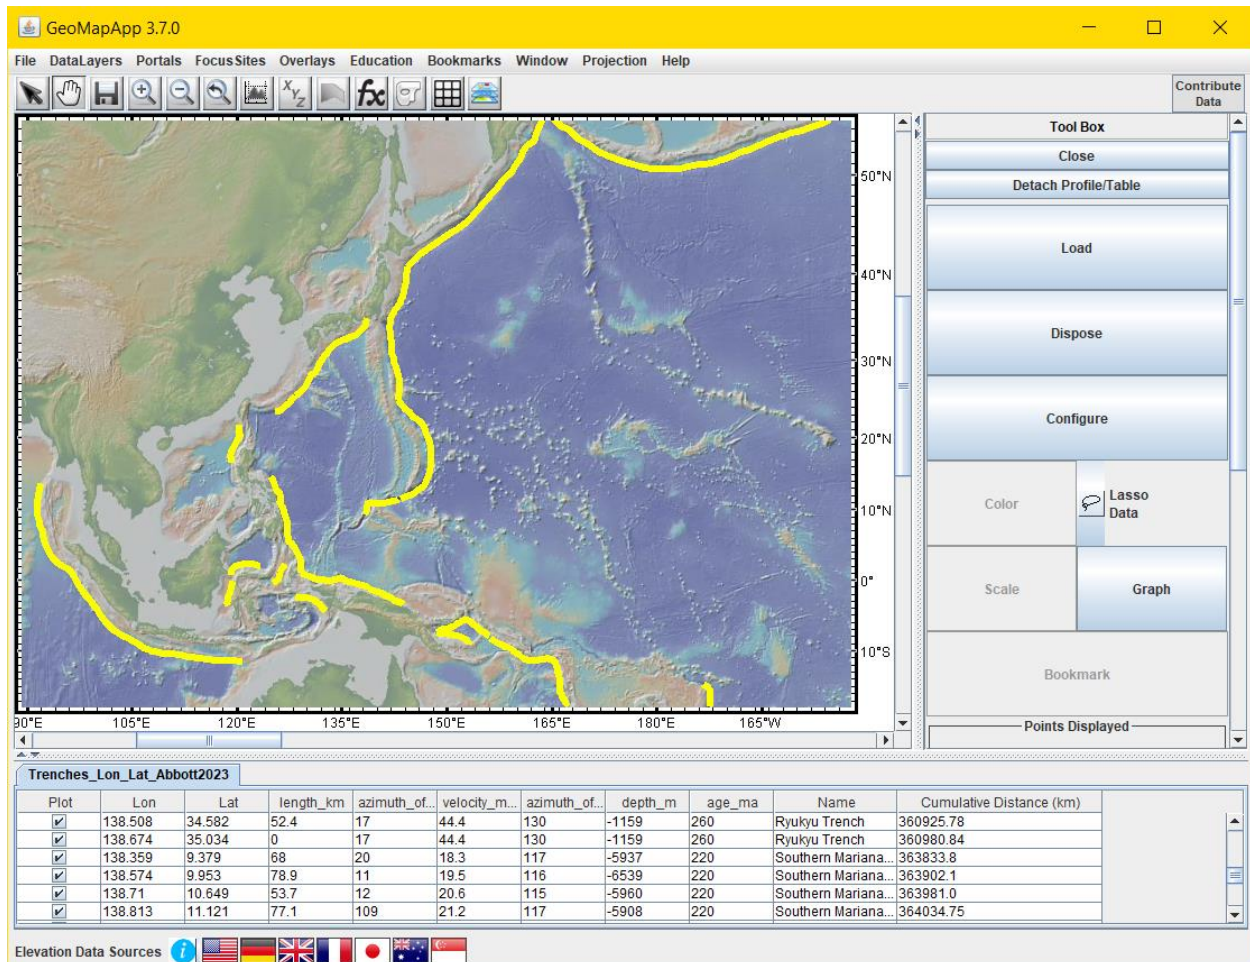 GeoMapApp 3.7.0
File DataLayers Portals FocusSites Overlays Education Bookmarks Window Projection Help
XYZ
fx
Contribute Data
Tool Box
Close
Detach Profile/Table
Load
Dispose
Configure
Color
Lasso Data
Scale
Graph
Bookmark
Points Displayed
50°N
40°N
30°N
20°N
10°N
0°
10°S
90°E 105°E 120°E 135°E 150°E 165°E 180°E 165°W
Trenches_Lon_Lat_Abbott2023
Plot Lon Lat length_km azimuth_of... velocity_m... azimuth_of... depth_m age_ma Name Cumulative Distance (km)
138.508 34.582 52.4 17 44.4 130 -1159 260 Ryukyu Trench 360925.78
138.674 35.034 0 17 44.4 130 -1159 260 Ryukyu Trench 360980.84
138.359 9.379 68 20 18.3 117 -5937 220 Southern Mariana... 363833.8
138.574 9.953 78.9 11 19.5 116 -6539 220 Southern Mariana... 363902.1
138.71 10.649 53.7 12 20.6 115 -5960 220 Southern Mariana... 363981.0
138.813 11.121 77.1 109 21.2 117 -5908 220 Southern Mariana... 364034.75
Elevation Data Sources i